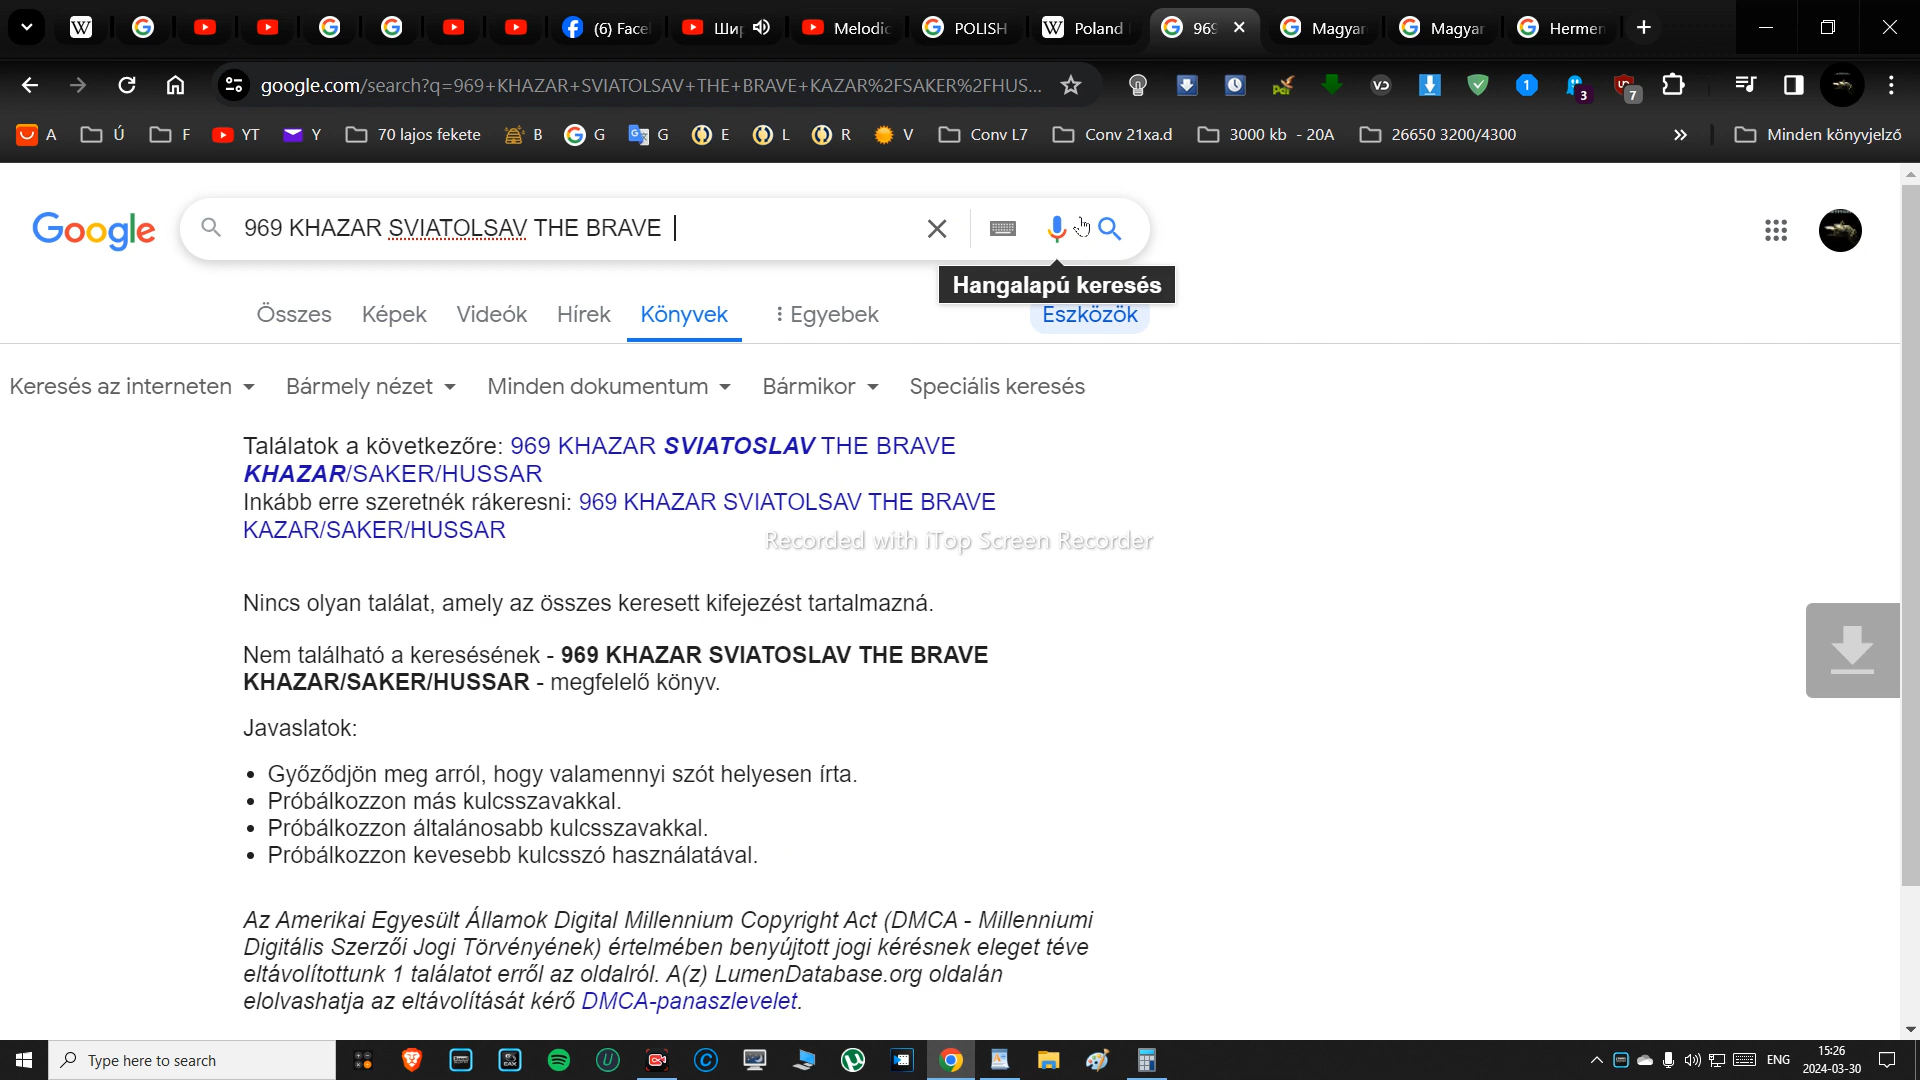 (6) Face
Шир
Melodic
POLISH
Poland
969
Magyar
Magyar
Hermen
google.com/search?q=969+KHAZAR+SVIATOLSAV+THE+BRAVE+KAZAR%2FSAKER%2FHUS...
VD
1
3
7
A
Ú
F
YT
Y
70 lajos fekete
B
G
G
E
L
R
V
Conv L7
Conv 21xa.d
3000 kb - 20A
26650 3200/4300
»
Minden könyvjelző
Google
969 KHAZAR SVIATOLSAV THE BRAVE
Hangalapú keresés
Összes
Képek
Videók
Hírek
Könyvek
Egyebek
Eszközök
Keresés az interneten
Bármely nézet
Minden dokumentum
Bármikor
Speciális keresés
Találatok a következőre: 969 KHAZAR SVIATOSLAV THE BRAVE
KHAZAR/SAKER/HUSSAR
Inkább erre szeretnék rákeresni: 969 KHAZAR SVIATOLSAV THE BRAVE
KAZAR/SAKER/HUSSAR
Recorded with iTop Screen Recorder
Nincs olyan találat, amely az összes keresett kifejezést tartalmazná.
Nem található a keresésének - 969 KHAZAR SVIATOSLAV THE BRAVE
KHAZAR/SAKER/HUSSAR - megfelelő könyv.
Javaslatok:
• Győződjön meg arról, hogy valamennyi szót helyesen írta.
• Próbálkozzon más kulcsszavakkal.
• Próbálkozzon általánosabb kulcsszavakkal.
• Próbálkozzon kevesebb kulcsszó használatával.
Az Amerikai Egyesült Államok Digital Millennium Copyright Act (DMCA - Millenniumi
Digitális Szerzői Jogi Törvényének) értelmében benyújtott jogi kérésnek eleget téve
eltávolítottunk 1 találatot erről az oldalról. A(z) LumenDatabase.org oldalán
elolvashatja az eltávolítását kérő DMCA-panaszlevelet.
Type here to search
ENG
15:26
2024-03-30